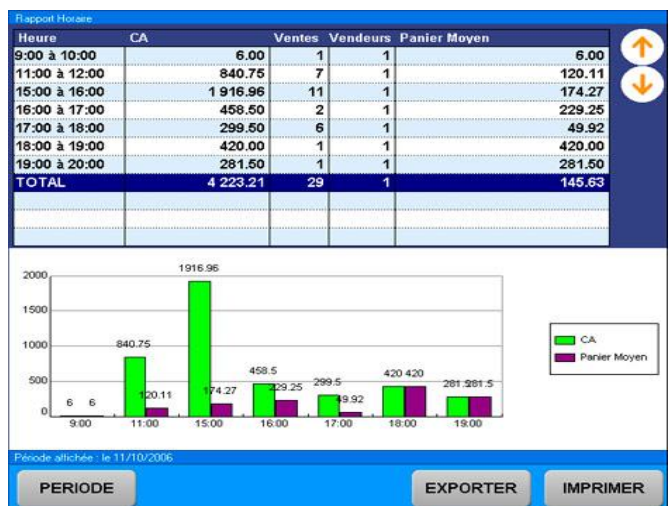 Rapport Horaire
Heure CA Ventes Vendeurs Panier Moyen
9:00 à 10:00 6.00 1 1 6.00
11:00 à 12:00 840.75 7 1 120.11
15:00 à 16:00 1 916.96 11 1 174.27
16:00 à 17:00 458.50 2 1 229.25
17:00 à 18:00 299.50 6 1 49.92
18:00 à 19:00 420.00 1 1 420.00
19:00 à 20:00 281.50 1 1 281.50
TOTAL 4 223.21 29 1 145.63
2000
1500
1000
500
0
6 6
840.75 120.11
1916.96 174.27
458.5 229.25
299.5 49.92
420 420
281.5 281.5
9:00 11:00 15:00 16:00 17:00 18:00 19:00
CA
Panier Moyen
Période affichée : le 11/10/2006
PERIODE EXPORTER IMPRIMER